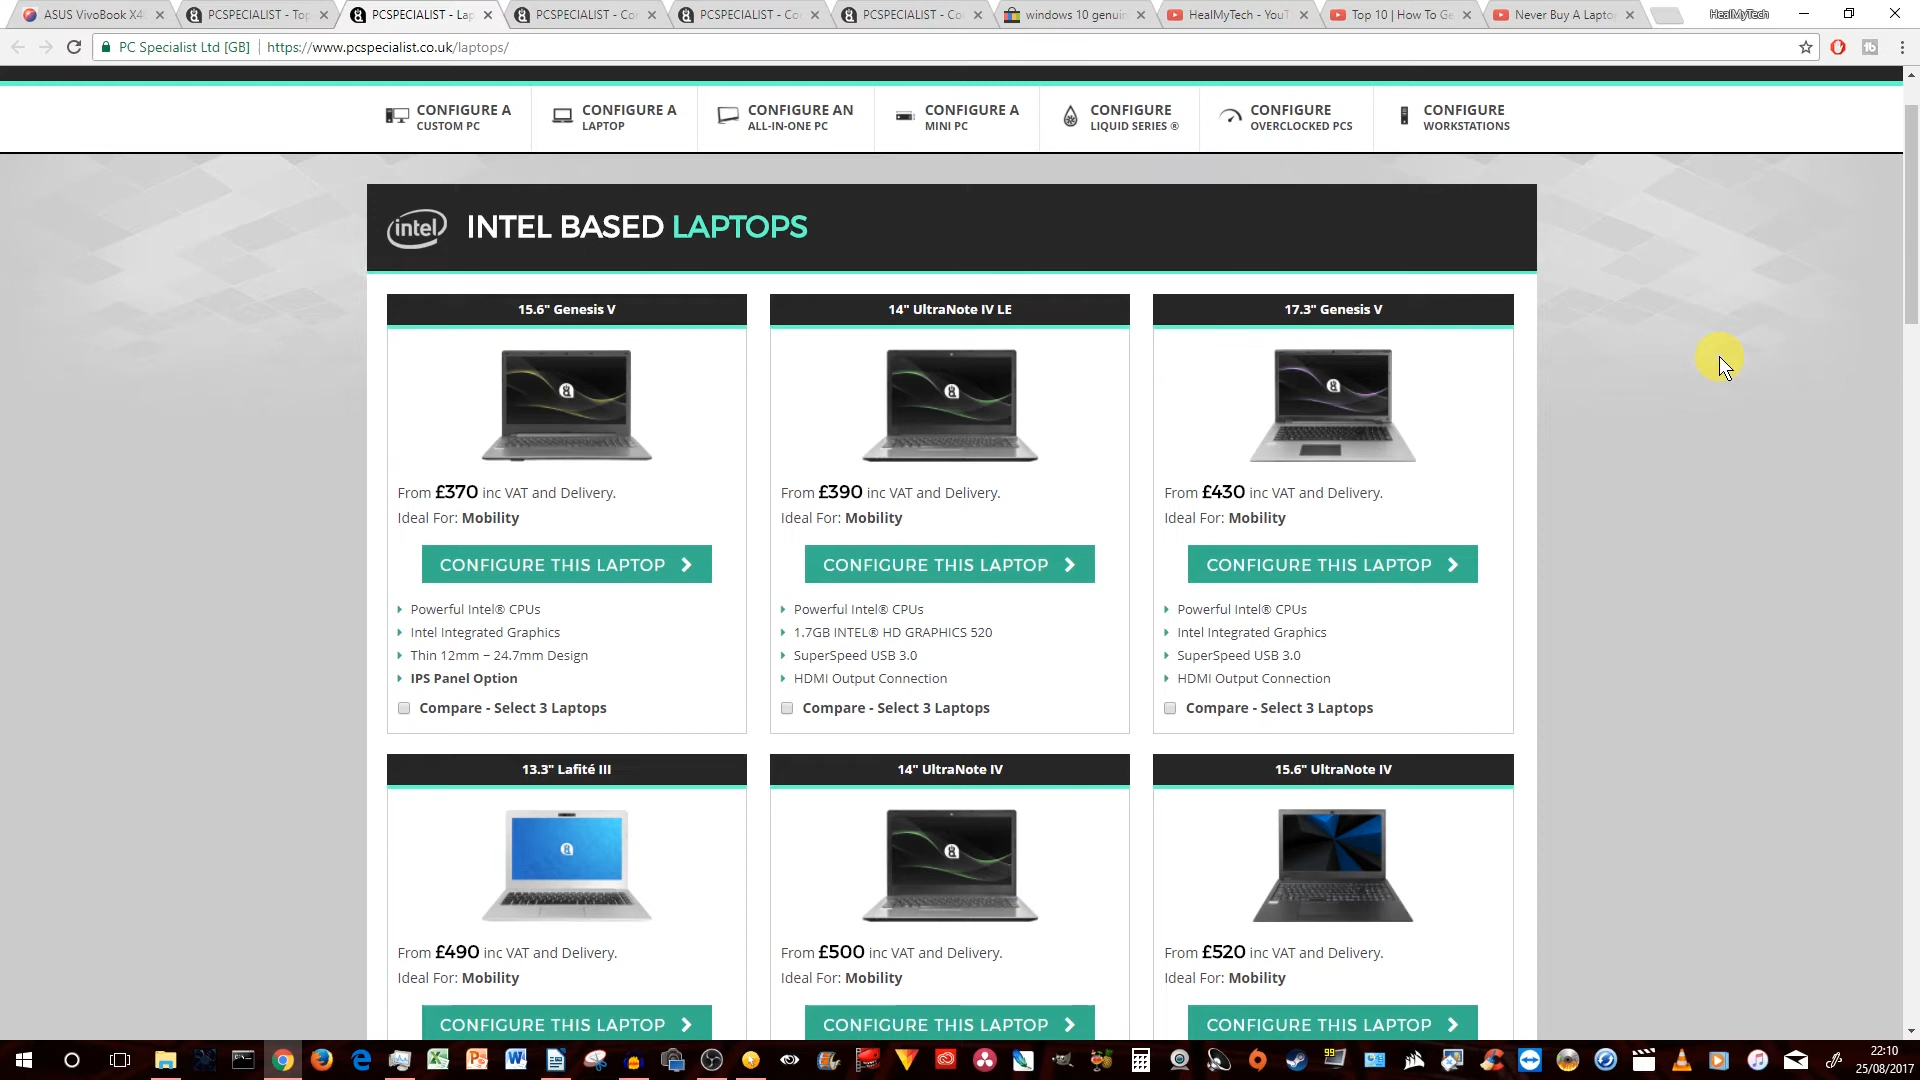 ASUS VivoBook X4
PCSPECIALIST - Top
PCSPECIALIST - Lap
PCSPECIALIST - Co
PCSPECIALIST - Co
PCSPECIALIST - Co
windows 10 genuin
HealMyTech - YouT
Top 10 | How To Ge
Never Buy A Laptop
HealMyTech
PC Specialist Ltd [GB]
https://www.pcspecialist.co.uk/laptops/
CONFIGURE A
CUSTOM PC
CONFIGURE A
LAPTOP
CONFIGURE AN
ALL-IN-ONE PC
CONFIGURE A
MINI PC
CONFIGURE
LIQUID SERIES ®
CONFIGURE
OVERCLOCKED PCS
CONFIGURE
WORKSTATIONS
intel INTEL BASED LAPTOPS
15.6" Genesis V
14" UltraNote IV LE
17.3" Genesis V
From £370 inc VAT and Delivery.
Ideal For: Mobility
CONFIGURE THIS LAPTOP
Powerful Intel® CPUs
Intel Integrated Graphics
Thin 12mm – 24.7mm Design
IPS Panel Option
Compare - Select 3 Laptops
From £390 inc VAT and Delivery.
Ideal For: Mobility
CONFIGURE THIS LAPTOP
Powerful Intel® CPUs
1.7GB INTEL® HD GRAPHICS 520
SuperSpeed USB 3.0
HDMI Output Connection
Compare - Select 3 Laptops
From £430 inc VAT and Delivery.
Ideal For: Mobility
CONFIGURE THIS LAPTOP
Powerful Intel® CPUs
Intel Integrated Graphics
SuperSpeed USB 3.0
HDMI Output Connection
Compare - Select 3 Laptops
13.3" Lafité III
14" UltraNote IV
15.6" UltraNote IV
From £490 inc VAT and Delivery.
Ideal For: Mobility
CONFIGURE THIS LAPTOP
From £500 inc VAT and Delivery.
Ideal For: Mobility
CONFIGURE THIS LAPTOP
From £520 inc VAT and Delivery.
Ideal For: Mobility
CONFIGURE THIS LAPTOP
99
22:10
25/08/2017